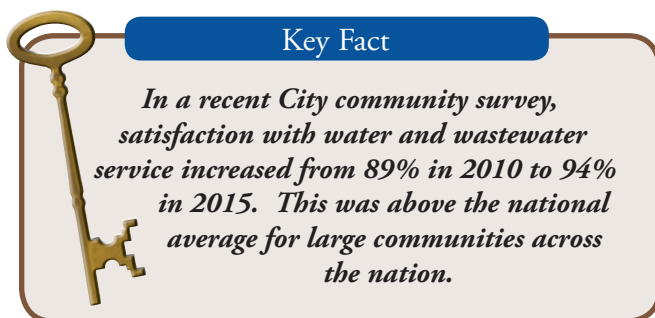 Key Fact
In a recent City community survey,
satisfaction with water and wastewater
service increased from 89% in 2010 to 94%
in 2015.  This was above the national
average for large communities across
the nation.